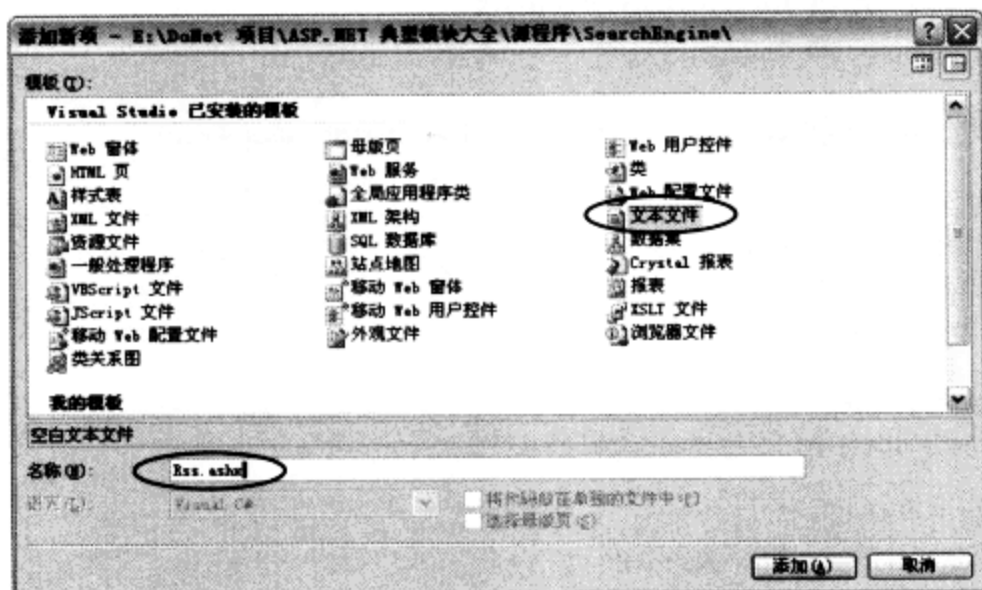 添加新项 - E:\DoNet 项目\ASP.NET 典型模块大全\源程序\SearchEngine\
模板(T):
Visual Studio 已安装的模板
Web 窗体
母版页
Web 用户控件
HTML 页
Web 服务
类
样式表
全局应用程序类
Web 配置文件
XML 文件
XML 架构
文本文件
资源文件
SQL 数据库
数据集
一般处理程序
站点地图
Crystal 报表
VBScript 文件
移动 Web 窗体
报表
JScript 文件
移动 Web 用户控件
XSLT 文件
移动 Web 配置文件
外观文件
浏览器文件
类关系图
我的模板
空白文本文件
名称(N):
Rss.ashx
语言(L):
Visual C#
将代码放在单独的文件中(P)
选择母版页(S)
添加(A)
取消